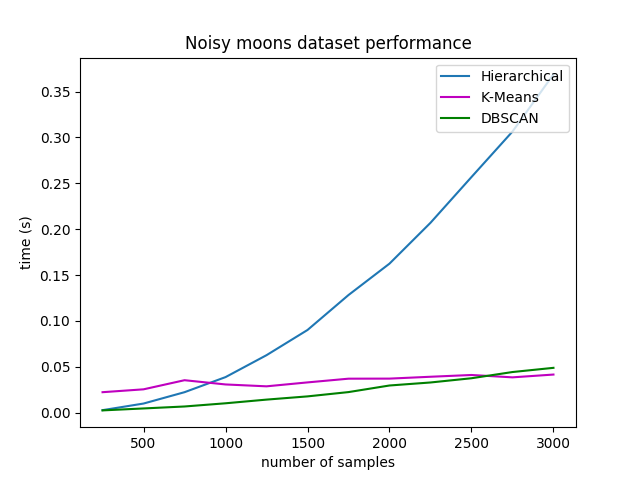 Noisy moons dataset performance
Hierarchical
K-Means
DBSCAN
time (s)
0.35
0.30
0.25
0.20
0.15
0.10
0.05
0.00
500 1000 1500 2000 2500 3000
number of samples